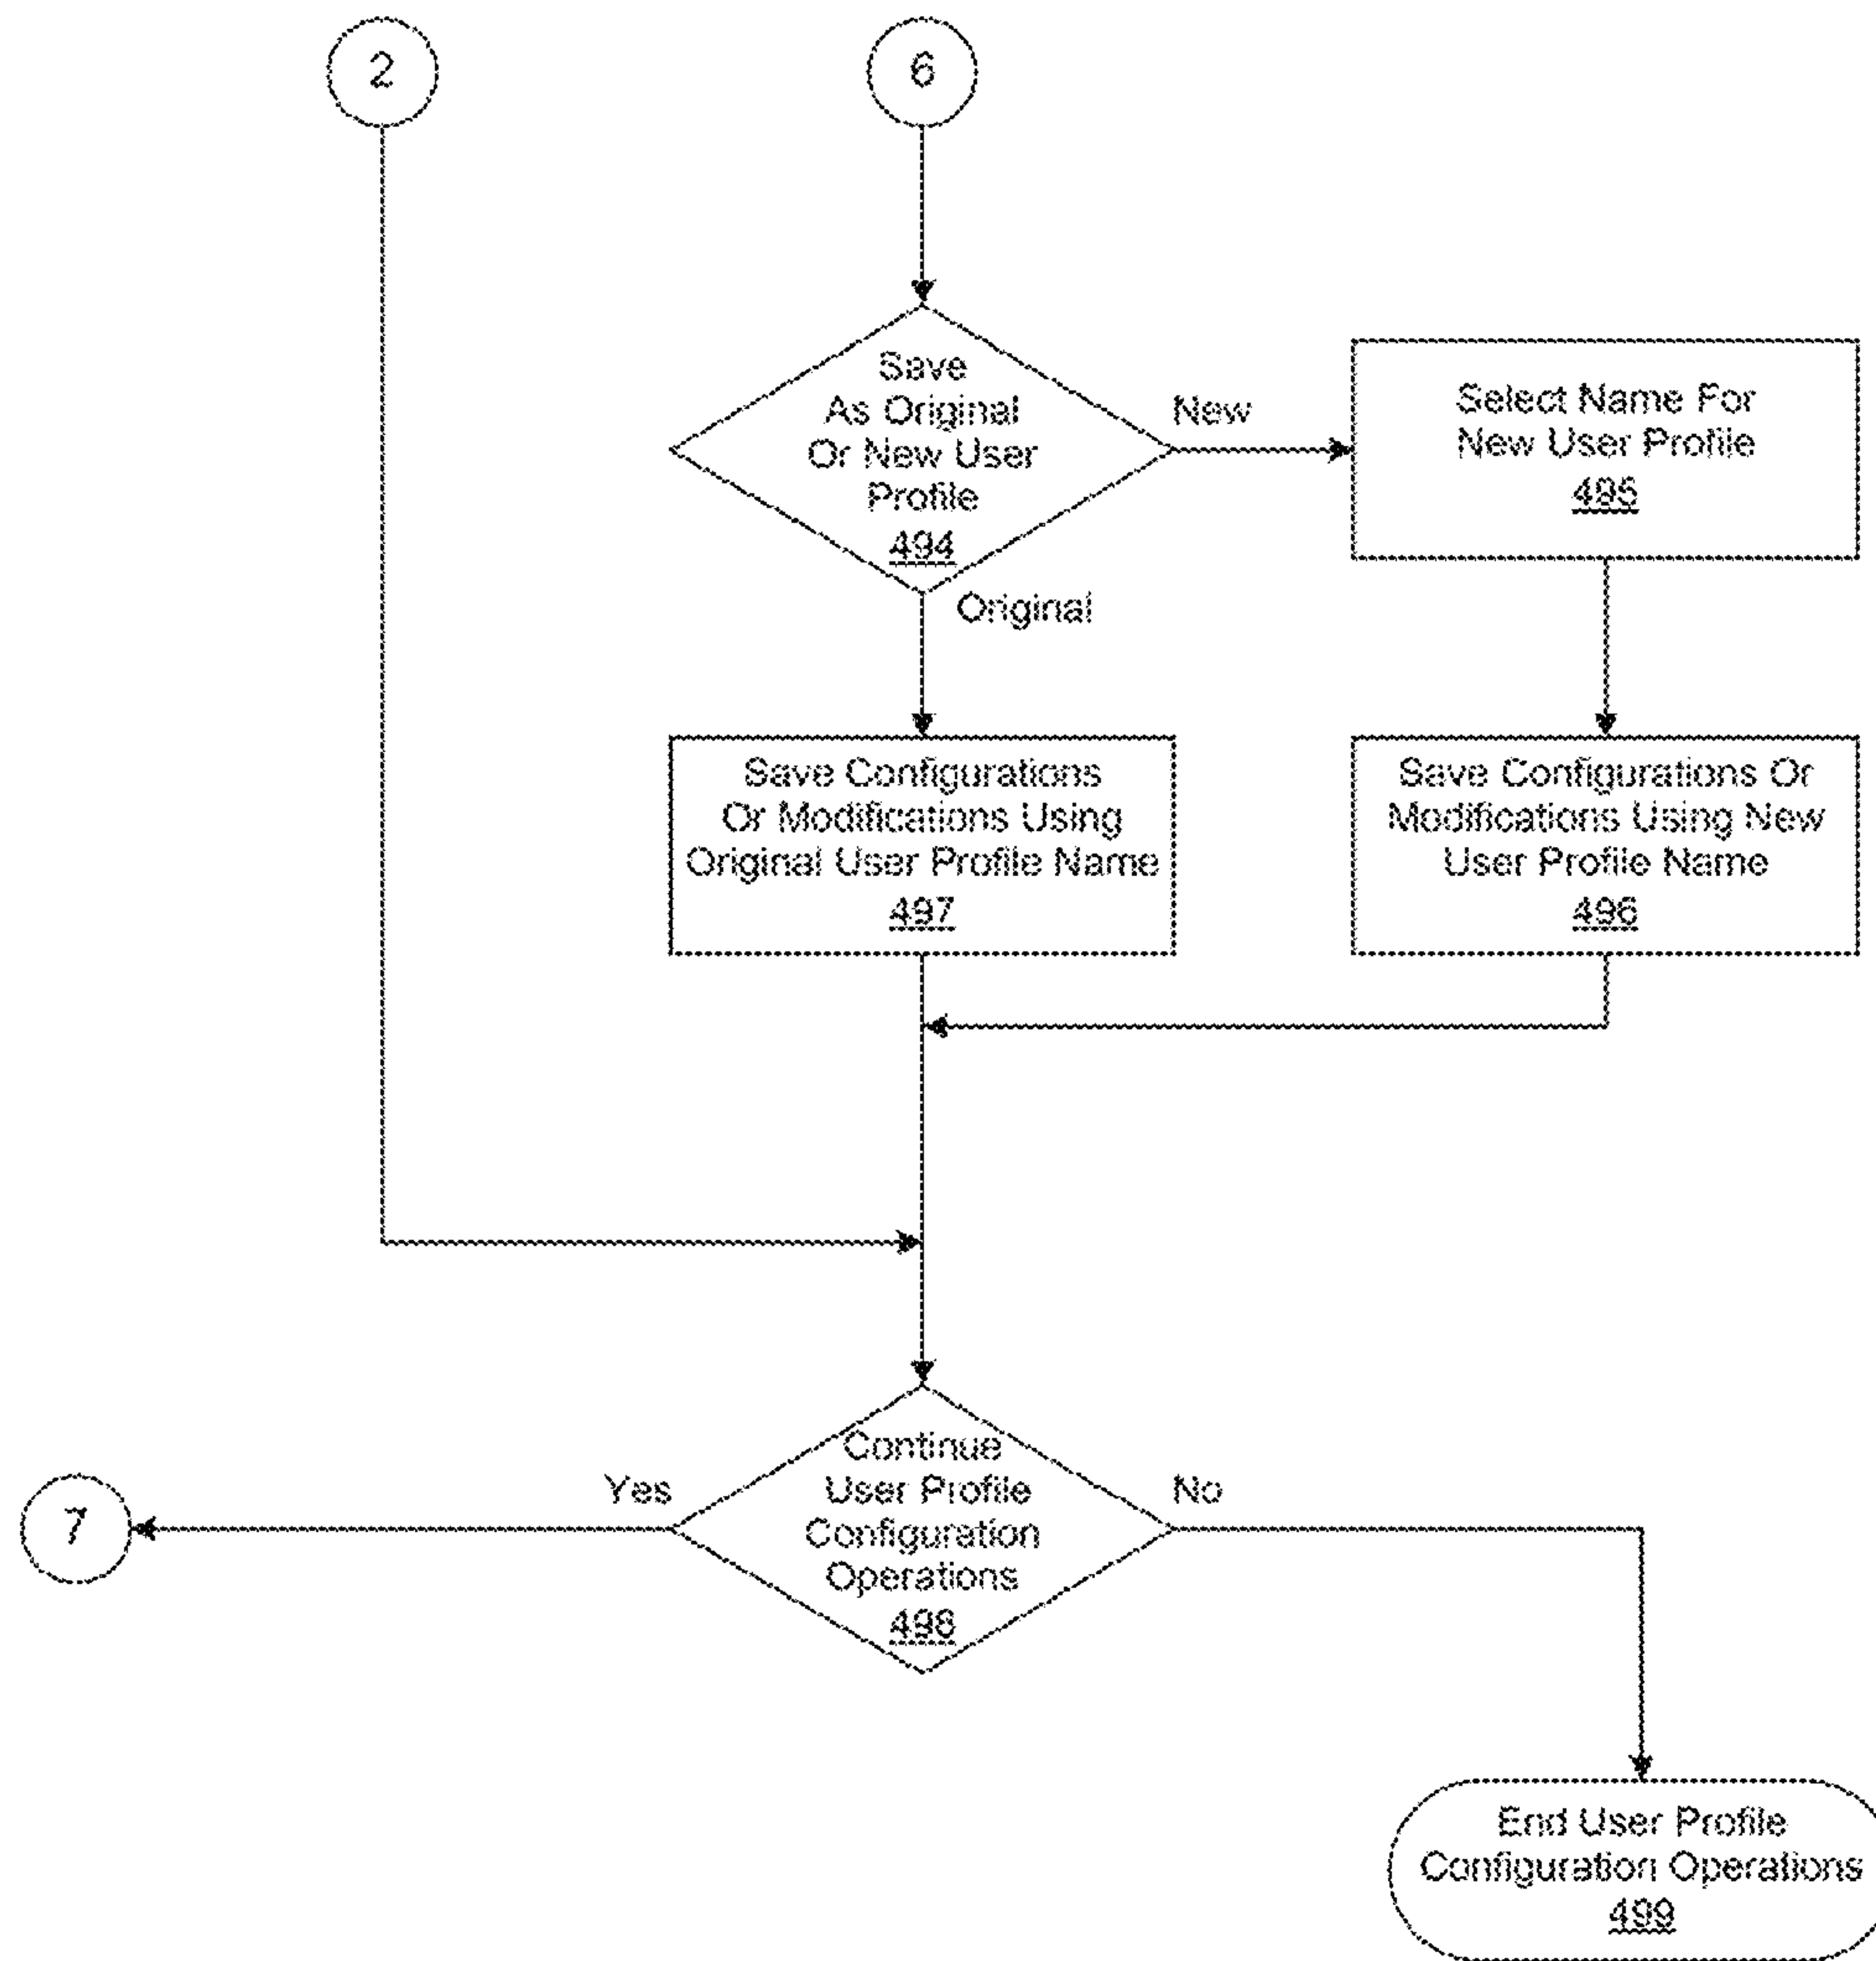 2
6
Save
As Original
Or New User
Profile
494
New
Original
Select Name For
New User Profile
495
Save Configurations
Or Modifications Using
Original User Profile Name
497
Save Configurations Or
Modifications Using New
User Profile Name
496
Continue
User Profile
Configuration
Operations
498
Yes
No
7
End User Profile
Configuration Operations
499